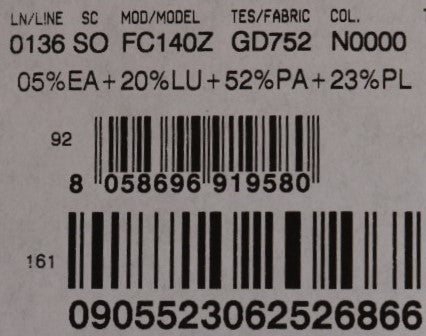 LN/LINE SC MOD/MODEL TES/FABRIC COL.
0136 SO FC140Z GD752 N0000
05%EA+20%LU+52%PA+23%PL
92
8 058696 919580
161
0905523062526866